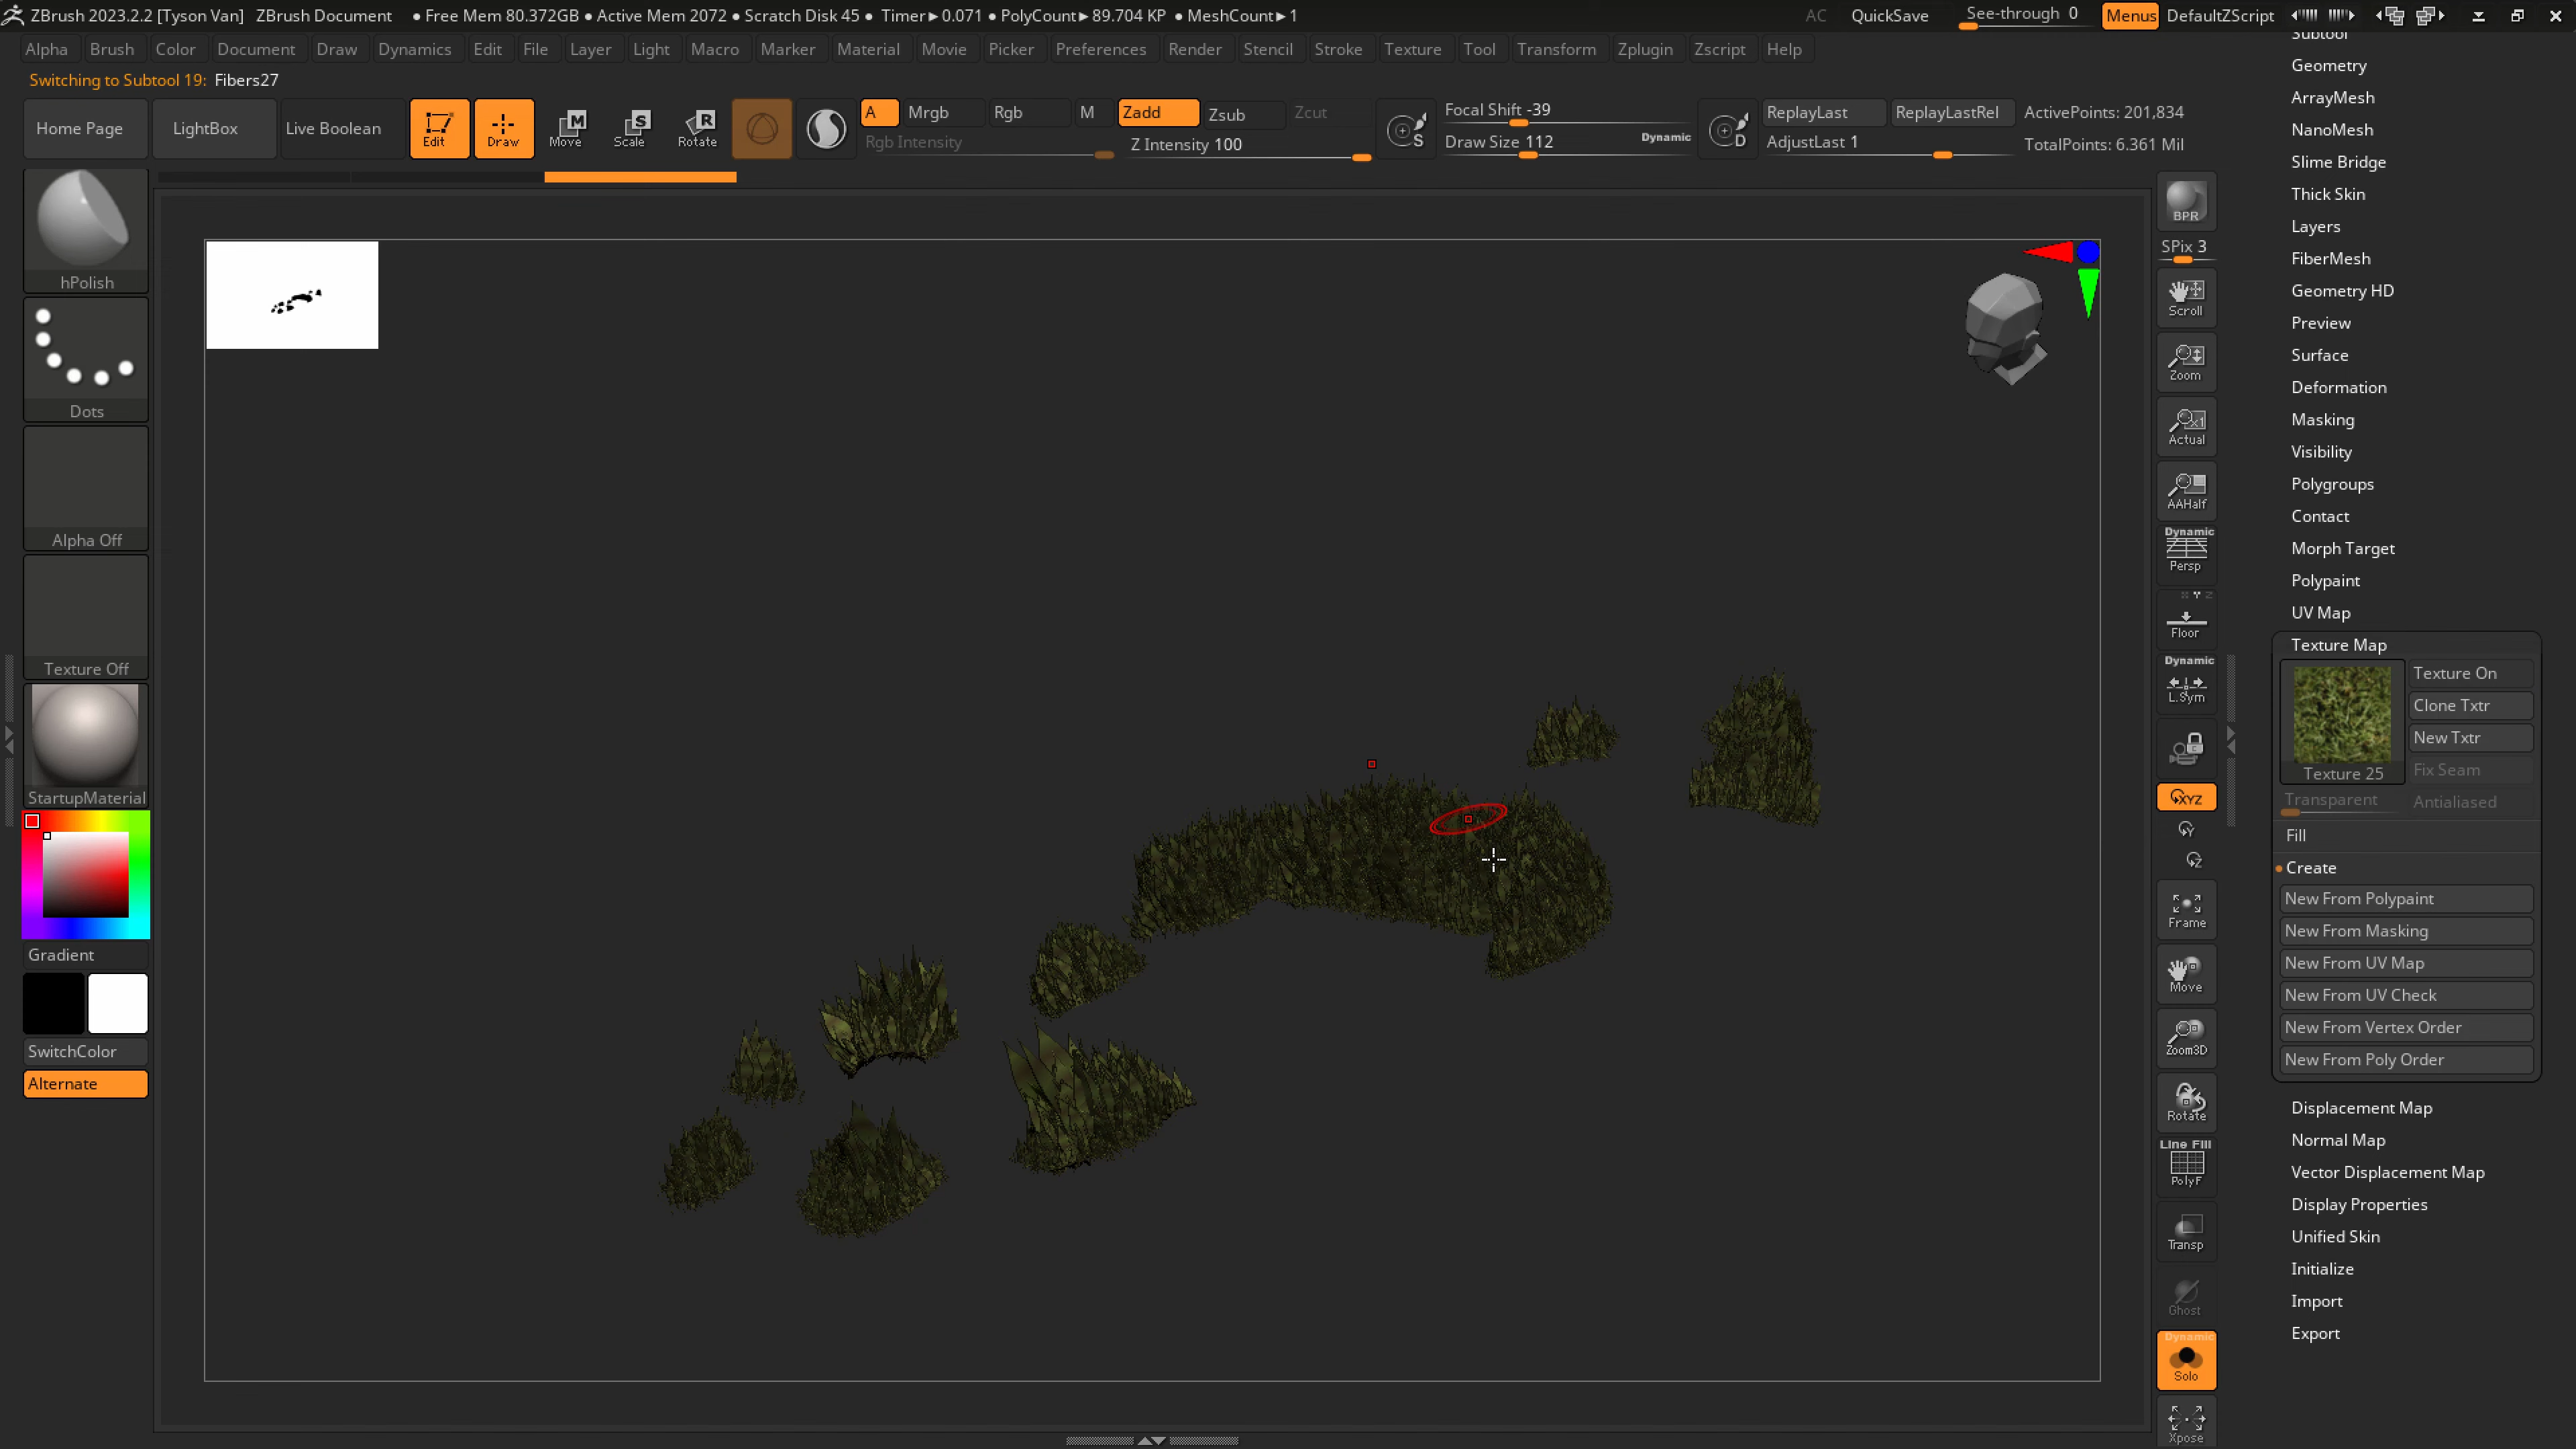 ZBrush 2023.2.2 [Tyson Van] ZBrush Document ● Free Mem 80.372GB ● Active Mem 2072 ● Scratch Disk 45 ● Timer►0.071 ● PolyCount►89.704 KP ● MeshCount►1 AC QuickSave See-through 0 Menus DefaultZScript
Alpha Brush Color Document Draw Dynamics Edit File Layer Light Macro Marker Material Movie Picker Preferences Render Stencil Stroke Texture Tool Transform Zplugin Zscript Help
Switching to Subtool 19: Fibers27
Home Page LightBox Live Boolean Edit Draw Move Scale Rotate
M S R
A Mrgb Rgb M Zadd Zsub Zcut
Rgb Intensity Z Intensity 100
S Focal Shift -39
Draw Size 112 Dynamic
D ReplayLast ReplayLastRel ActivePoints: 201,834
AdjustLast 1 TotalPoints: 6.361 Mil
hPolish
Dots
Alpha Off
Texture Off
StartupMaterial
Gradient
SwitchColor
Alternate
BPR
SPix 3
Scroll
Zoom
x1
Actual
AAHalf
Dynamic
Persp
X Y Z
Floor
Dynamic
L.Sym
XYZ
Y
Z
Frame
Move
Zoom3D
Rotate
Line Fill
PolyF
Transp
Ghost
Dynamic
Solo
Xpose
Subtool
Geometry
ArrayMesh
NanoMesh
Slime Bridge
Thick Skin
Layers
FiberMesh
Geometry HD
Preview
Surface
Deformation
Masking
Visibility
Polygroups
Contact
Morph Target
Polypaint
UV Map
Texture Map
Texture On
Clone Txtr
New Txtr
Texture 25 Fix Seam
Transparent Antialiased
Fill
Create
New From Polypaint
New From Masking
New From UV Map
New From UV Check
New From Vertex Order
New From Poly Order
Displacement Map
Normal Map
Vector Displacement Map
Display Properties
Unified Skin
Initialize
Import
Export